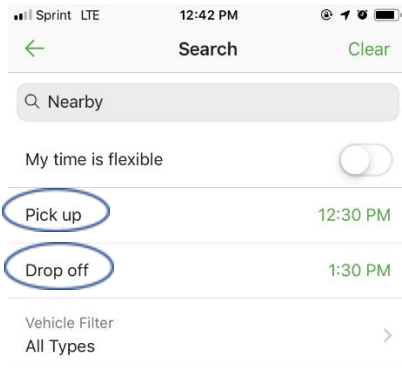 Sprint LTE 12:42 PM
Search Clear
Nearby
My time is flexible
Pick up 12:30 PM
Drop off 1:30 PM
Vehicle Filter
All Types